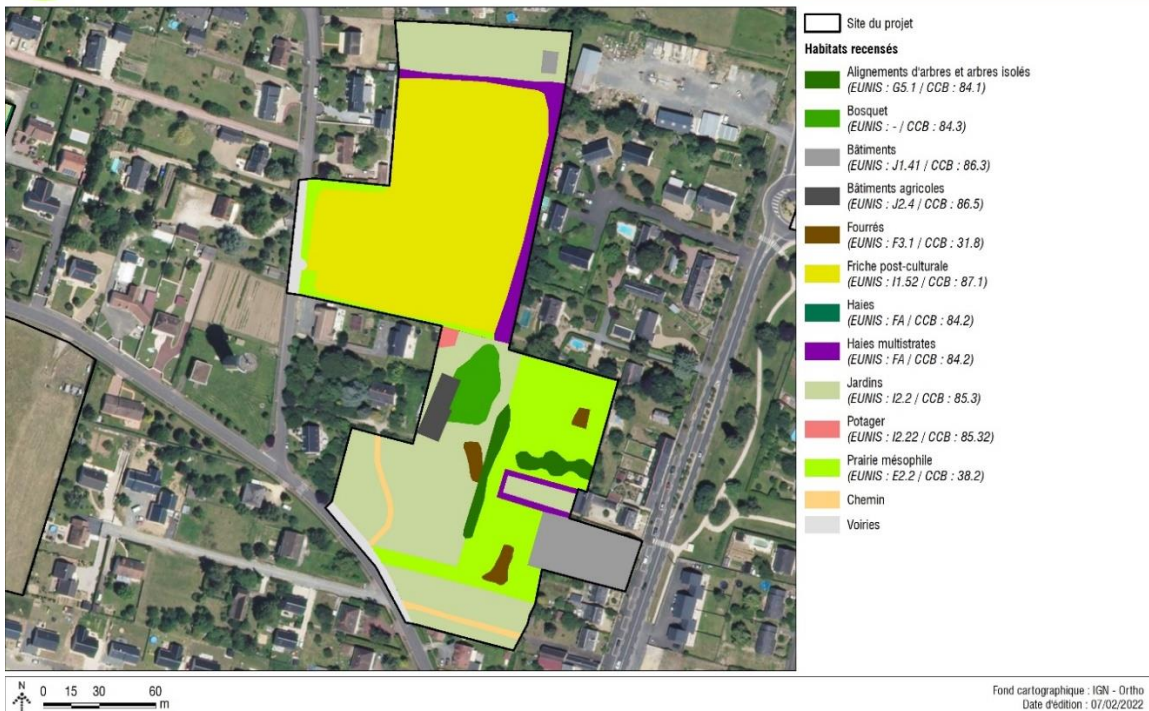 Site du projet
Habitats recensés
Alignements d'arbres et arbres isolés
(EUNIS : G5.1 / CCB : 84.1)
Bosquet
(EUNIS : - / CCB : 84.3)
Bâtiments
(EUNIS : J1.41 / CCB : 86.3)
Bâtiments agricoles
(EUNIS : J2.4 / CCB : 86.5)
Fourrés
(EUNIS : F3.1 / CCB : 31.8)
Friche post-culturale
(EUNIS : I1.52 / CCB : 87.1)
Haies
(EUNIS : FA / CCB : 84.2)
Haies multistrates
(EUNIS : FA / CCB : 84.2)
Jardins
(EUNIS : I2.2 / CCB : 85.3)
Potager
(EUNIS : I2.22 / CCB : 85.32)
Prairie mésophile
(EUNIS : E2.2 / CCB : 38.2)
Chemin
Voiries
N
0 15 30 60
m
Fond cartographique : IGN - Ortho
Date d'édition : 07/02/2022